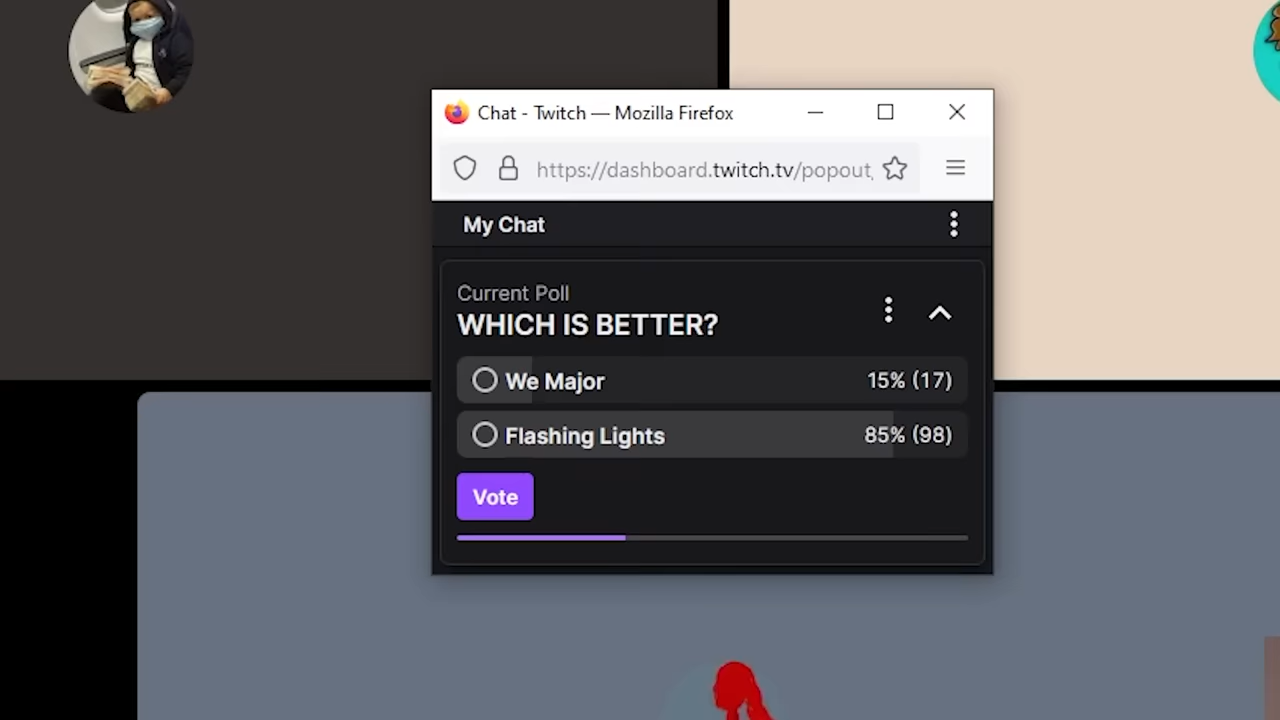 Chat - Twitch — Mozilla Firefox
https://dashboard.twitch.tv/popout
My Chat
Current Poll
WHICH IS BETTER?
We Major 15% (17)
Flashing Lights 85% (98)
Vote